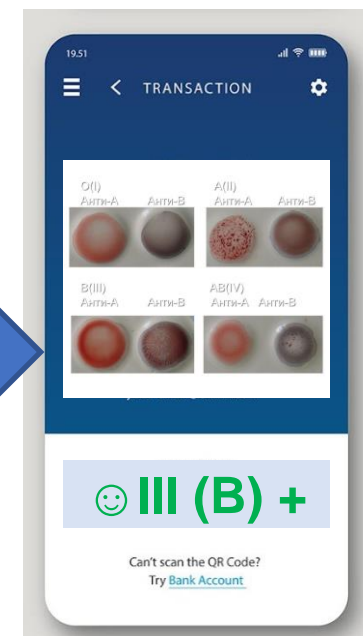 19.51
TRANSACTION
O(I) A(II)
Анти-А Анти-В Анти-А Анти-В
B(III) AB(IV)
Анти-А Анти-В Анти-А Анти-В
☺III (B) +
Can't scan the QR Code?
Try Bank Account